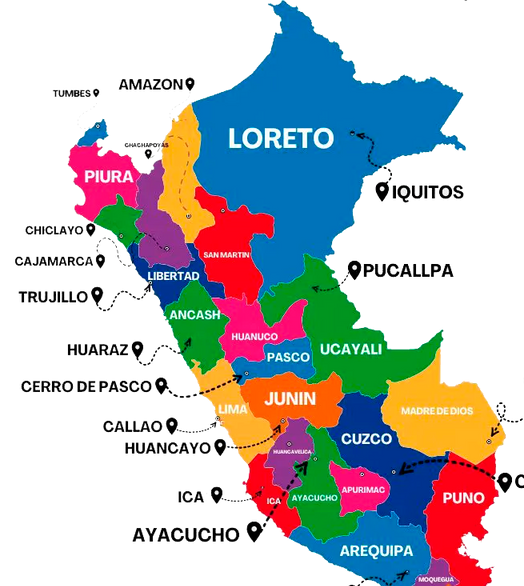 AMAZON
TUMBES
LORETO
CHACHAPOYAS
PIURA
IQUITOS
CHICLAYO
SAN MARTIN
CAJAMARCA
PUCALLPA
LIBERTAD
TRUJILLO
ANCASH
HUANUCO
HUARAZ
UCAYALI
PASCO
CERRO DE PASCO
JUNIN
LIMA
MADRE DE DIOS
CALLAO
CUZCO
HUANCAYO
HUANCAVELICA
C
APURIMAC
ICA
AYACUCHO
PUNO
ICA
AYACUCHO
AREQUIPA
MOQUEGUA